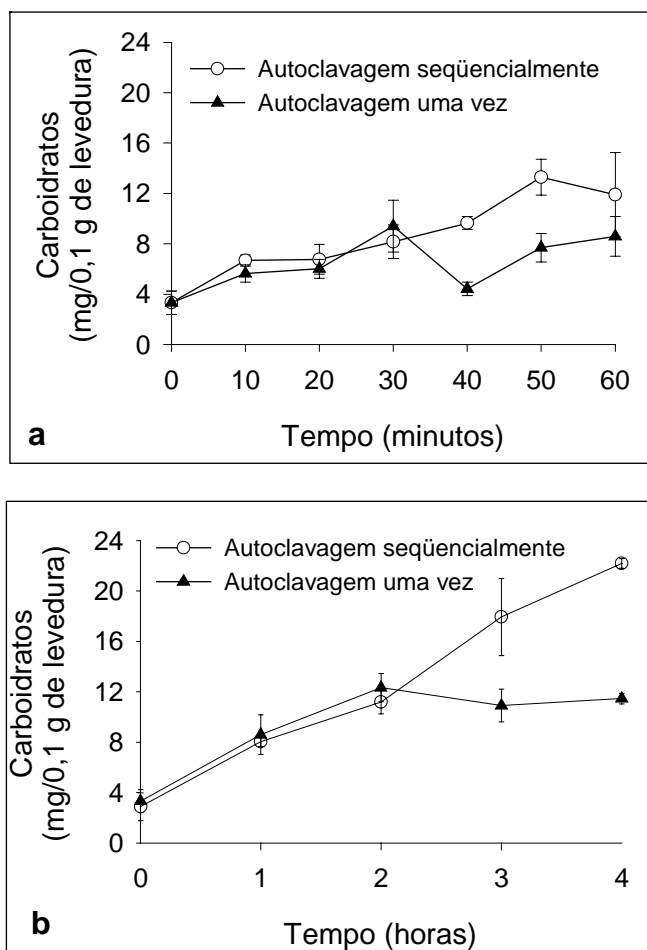 24
20
16
12
8
4
0
Carboidratos
(mg/0,1 g de levedura)
Autoclavagem seqüencialmente
Autoclavagem uma vez
0 10 20 30 40 50 60
Tempo (minutos)
a
24
20
16
12
8
4
0
Carboidratos
(mg/0,1 g de levedura)
Autoclavagem seqüencialmente
Autoclavagem uma vez
0 1 2 3 4
Tempo (horas)
b